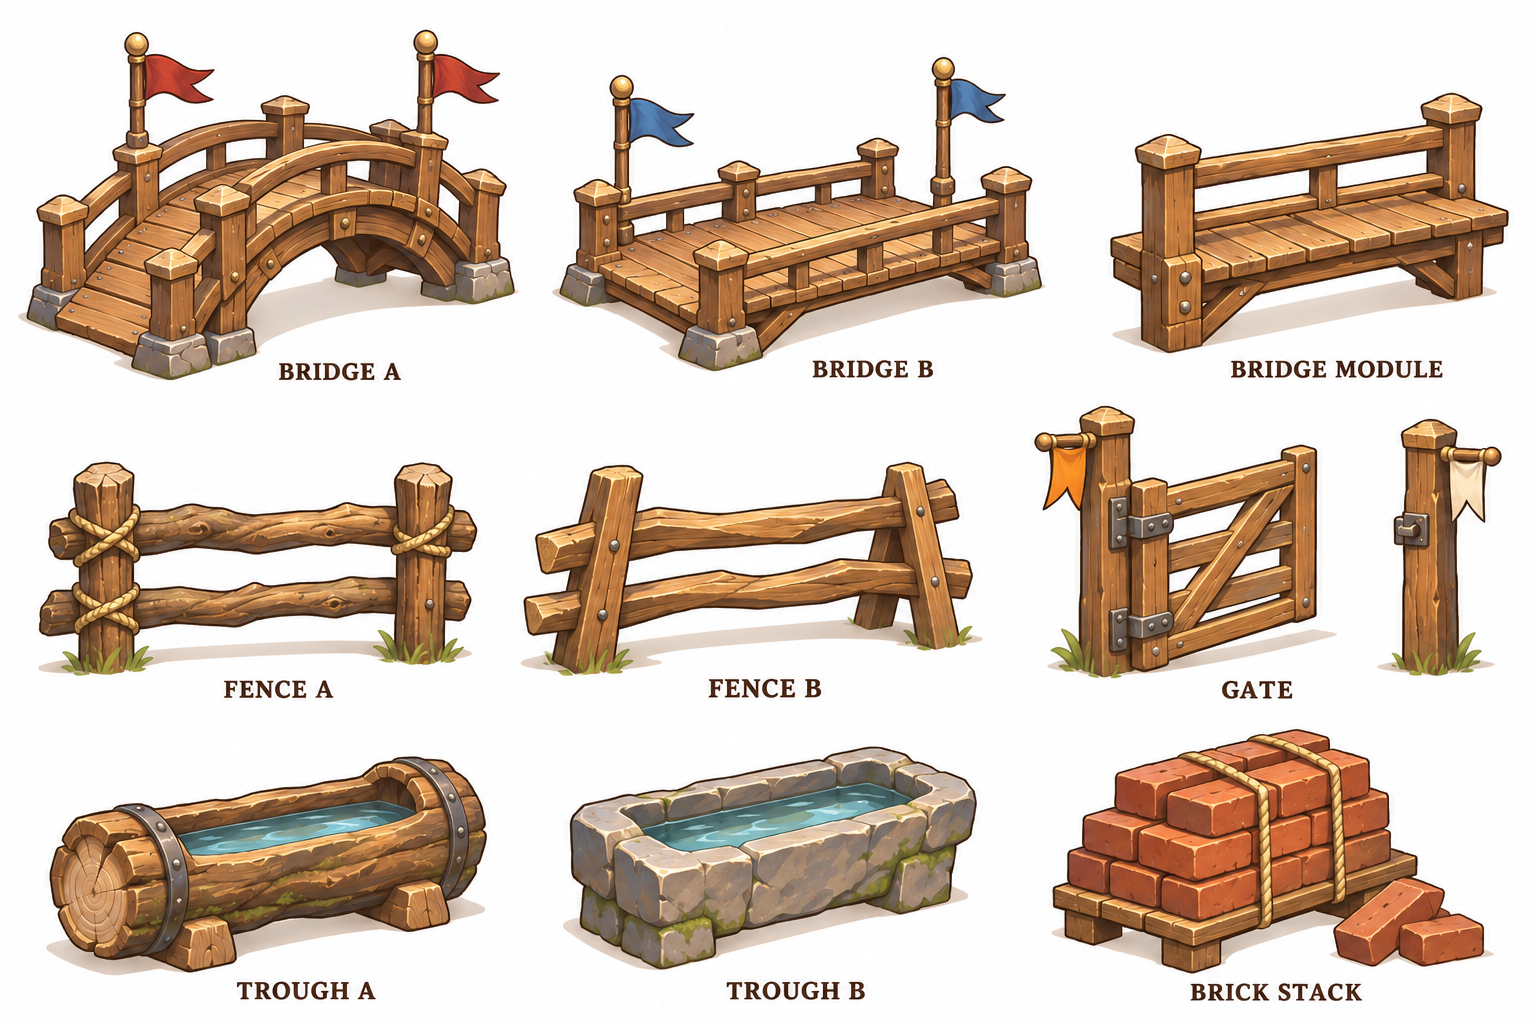 BRIDGE A
BRIDGE B
BRIDGE MODULE
FENCE A
FENCE B
GATE
TROUGH A
TROUGH B
BRICK STACK